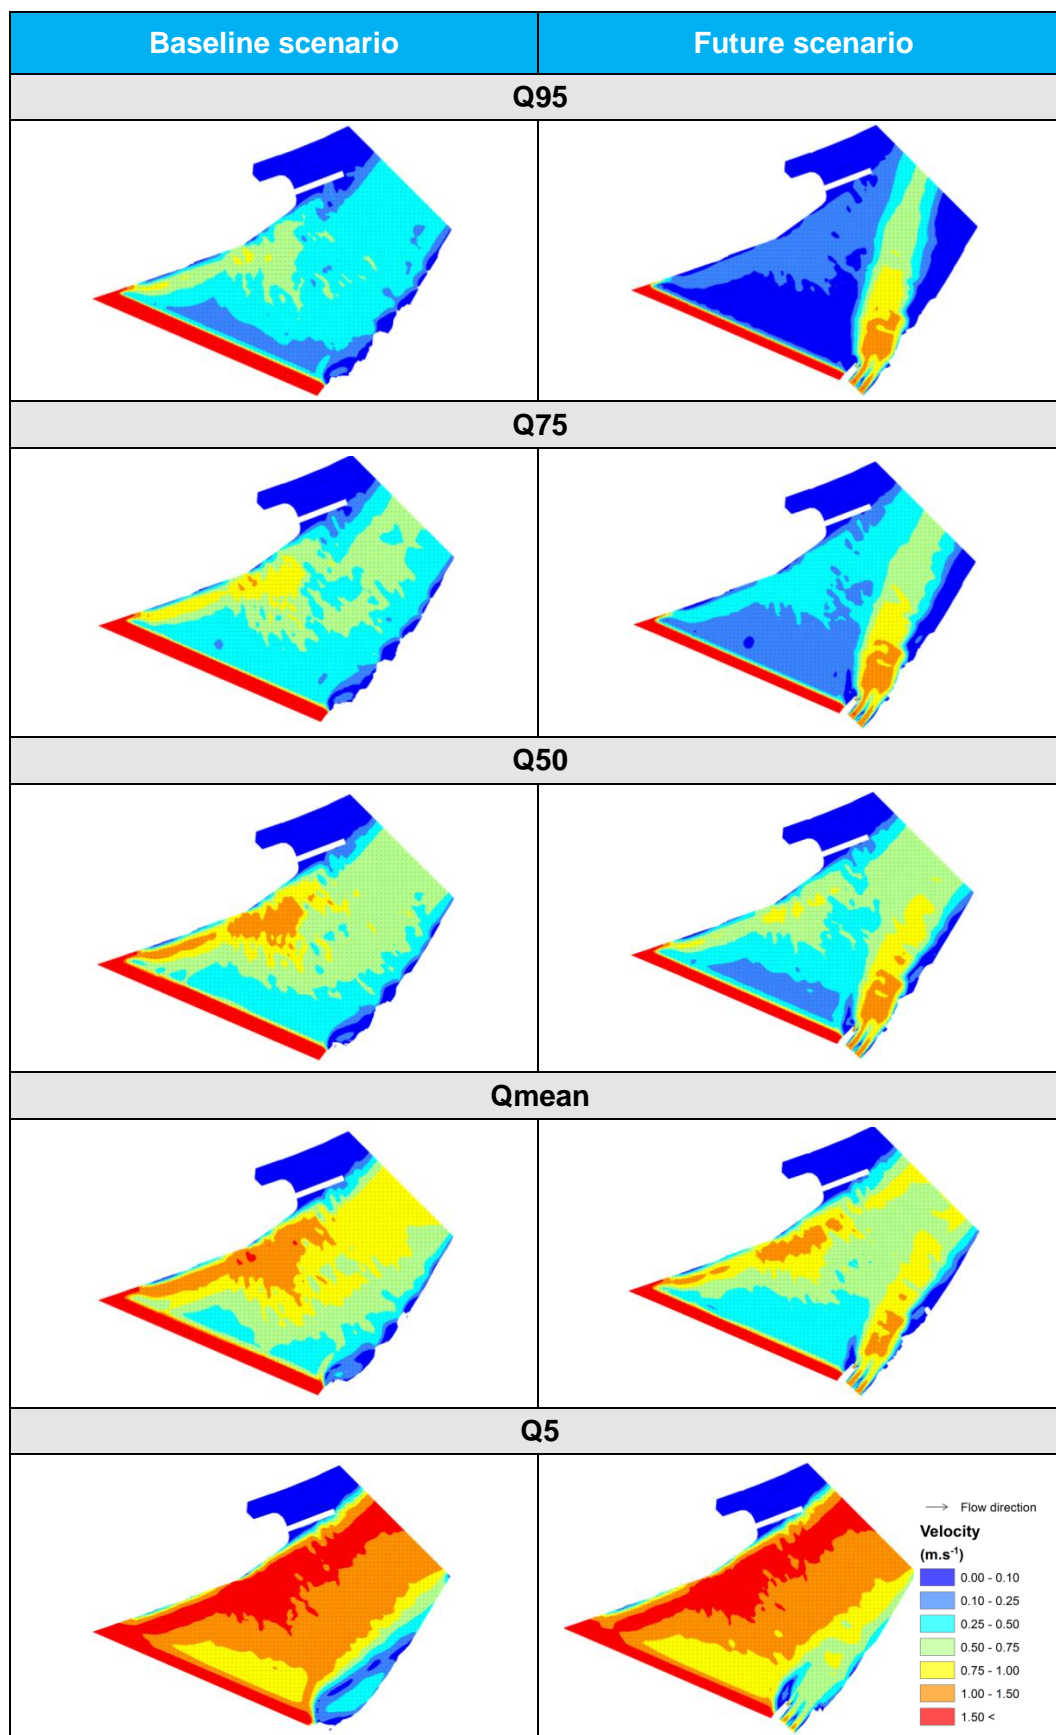 Baseline scenario
Future scenario
Q95
Q75
Q50
Qmean
Q5
Flow direction
Velocity
(m.s⁻¹)
0.00 - 0.10
0.10 - 0.25
0.25 - 0.50
0.50 - 0.75
0.75 - 1.00
1.00 - 1.50
1.50 <